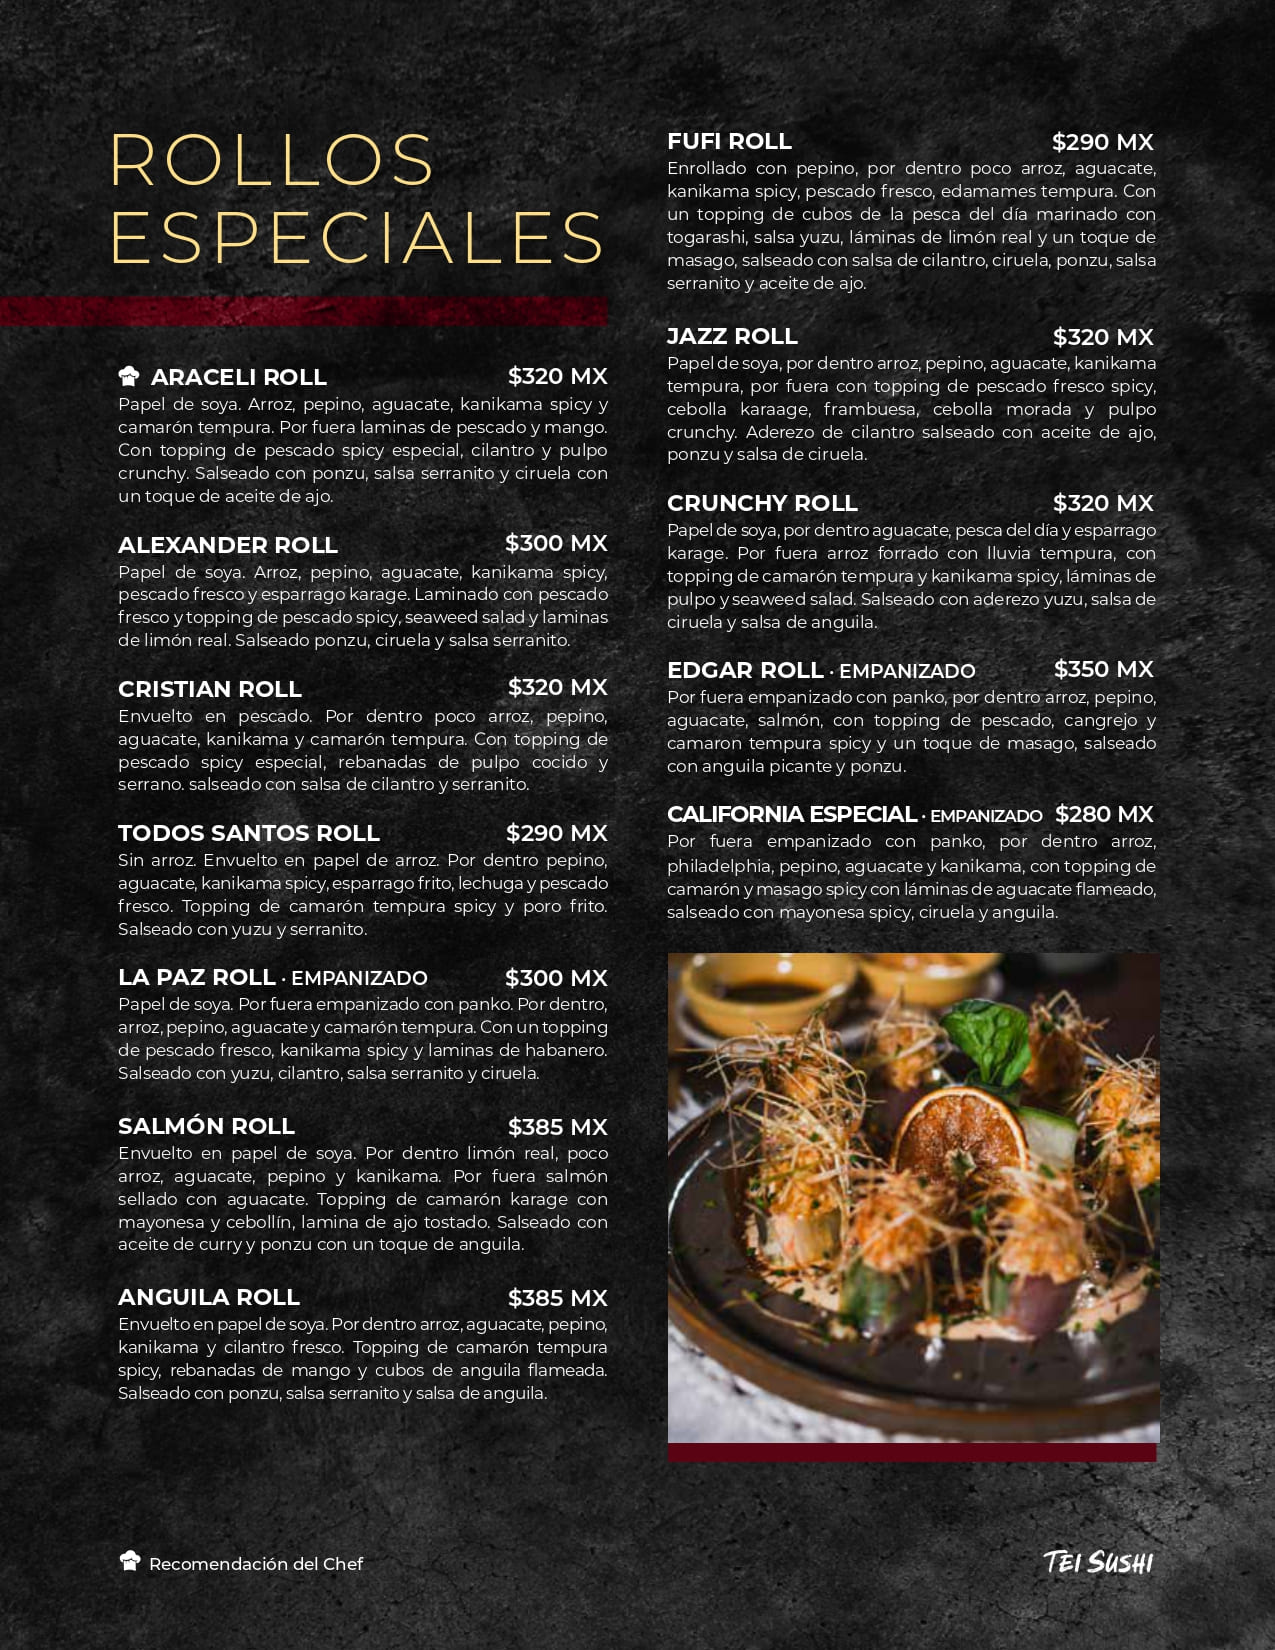 ROLLOS
ESPECIALES
ARACELI ROLL $320 MX
Papel de soya. Arroz, pepino, aguacate, kanikama spicy y
camarón tempura. Por fuera laminas de pescado y mango.
Con topping de pescado spicy especial, cilantro y pulpo
crunchy. Salseado con ponzu, salsa serranito y ciruela con
un toque de aceite de ajo.
ALEXANDER ROLL $300 MX
Papel de soya. Arroz, pepino, aguacate, kanikama spicy,
pescado fresco y esparrago karage. Laminado con pescado
fresco y topping de pescado spicy, seaweed salad y laminas
de limón real. Salseado ponzu, ciruela y salsa serranito.
CRISTIAN ROLL $320 MX
Envuelto en pescado. Por dentro poco arroz, pepino,
aguacate, kanikama y camarón tempura. Con topping de
pescado spicy especial, rebanadas de pulpo cocido y
serrano. salseado con salsa de cilantro y serranito.
TODOS SANTOS ROLL $290 MX
Sin arroz. Envuelto en papel de arroz. Por dentro pepino,
aguacate, kanikama spicy, esparrago frito, lechuga y pescado
fresco. Topping de camarón tempura spicy y poro frito.
Salseado con yuzu y serranito.
LA PAZ ROLL · EMPANIZADO $300 MX
Papel de soya. Por fuera empanizado con panko. Por dentro,
arroz, pepino, aguacate y camarón tempura. Con un topping
de pescado fresco, kanikama spicy y laminas de habanero.
Salseado con yuzu, cilantro, salsa serranito y ciruela.
SALMÓN ROLL $385 MX
Envuelto en papel de soya. Por dentro limón real, poco
arroz, aguacate, pepino y kanikama. Por fuera salmón
sellado con aguacate. Topping de camarón karage con
mayonesa y cebollín, lamina de ajo tostado. Salseado con
aceite de curry y ponzu con un toque de anguila.
ANGUILA ROLL $385 MX
Envuelto en papel de soya. Por dentro arroz, aguacate, pepino,
kanikama y cilantro fresco. Topping de camarón tempura
spicy, rebanadas de mango y cubos de anguila flameada.
Salseado con ponzu, salsa serranito y salsa de anguila.
FUFI ROLL $290 MX
Enrollado con pepino, por dentro poco arroz, aguacate,
kanikama spicy, pescado fresco, edamames tempura. Con
un topping de cubos de la pesca del día marinado con
togarashi, salsa yuzu, láminas de limón real y un toque de
masago, salseado con salsa de cilantro, ciruela, ponzu, salsa
serranito y aceite de ajo.
JAZZ ROLL $320 MX
Papel de soya, por dentro arroz, pepino, aguacate, kanikama
tempura, por fuera con topping de pescado fresco spicy,
cebolla karaage, frambuesa, cebolla morada y pulpo
crunchy. Aderezo de cilantro salseado con aceite de ajo,
ponzu y salsa de ciruela.
CRUNCHY ROLL $320 MX
Papel de soya, por dentro aguacate, pesca del día y esparrago
karage. Por fuera arroz forrado con lluvia tempura, con
topping de camarón tempura y kanikama spicy, láminas de
pulpo y seaweed salad. Salseado con aderezo yuzu, salsa de
ciruela y salsa de anguila.
EDGAR ROLL · EMPANIZADO $350 MX
Por fuera empanizado con panko, por dentro arroz, pepino,
aguacate, salmón, con topping de pescado, cangrejo y
camaron tempura spicy y un toque de masago, salseado
con anguila picante y ponzu.
CALIFORNIA ESPECIAL · EMPANIZADO $280 MX
Por fuera empanizado con panko, por dentro arroz,
philadelphia, pepino, aguacate y kanikama, con topping de
camarón y masago spicy con láminas de aguacate flameado,
salseado con mayonesa spicy, ciruela y anguila.
Recomendación del Chef
TEI SUSHI